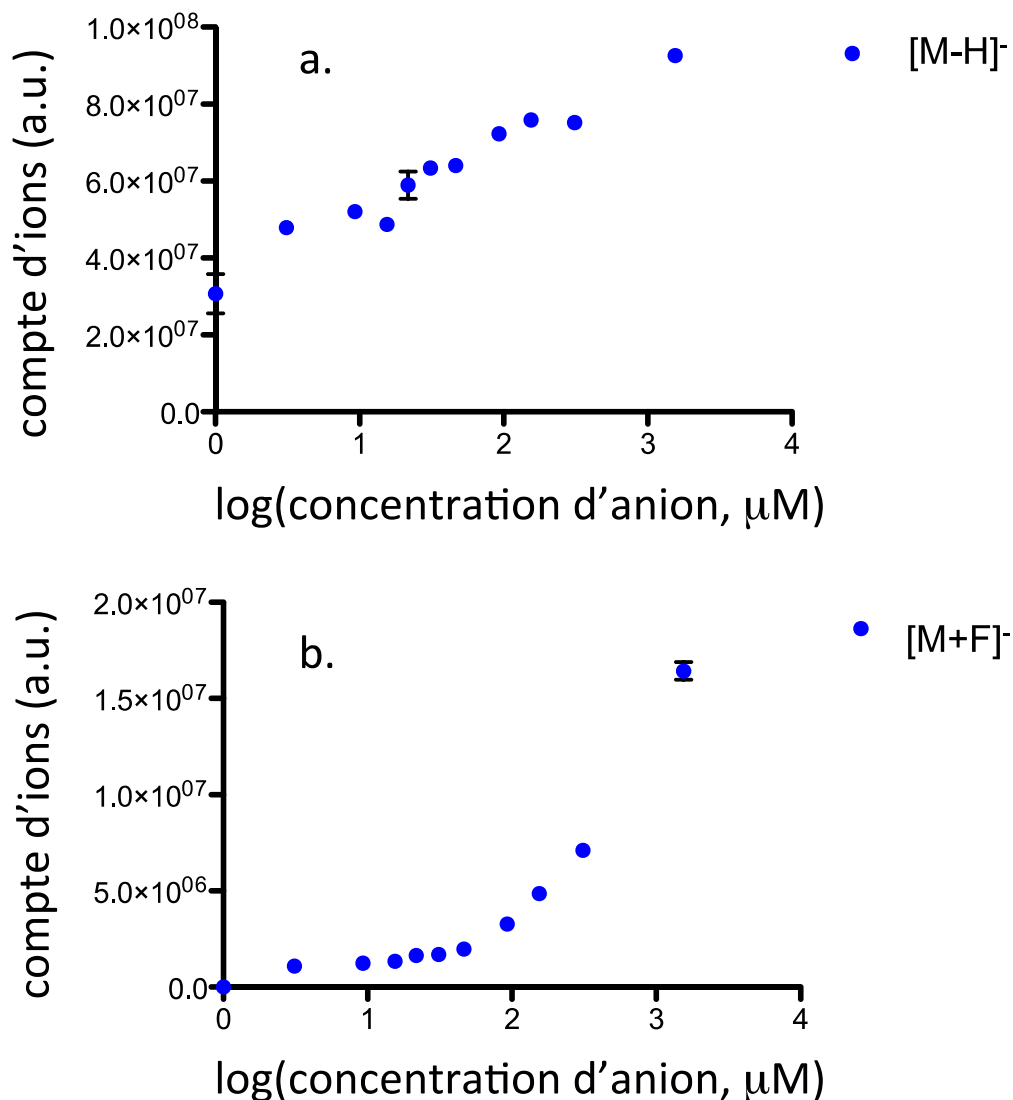 1.0×10⁰⁸
a.
[M-H]⁻
8.0×10⁰⁷
6.0×10⁰⁷
4.0×10⁰⁷
2.0×10⁰⁷
0.0
compte d'ions (a.u.)
0 1 2 3 4
log(concentration d'anion, μM)
2.0×10⁰⁷
b.
[M+F]⁻
1.5×10⁰⁷
1.0×10⁰⁷
5.0×10⁰⁶
0.0
compte d'ions (a.u.)
0 1 2 3 4
log(concentration d'anion, μM)